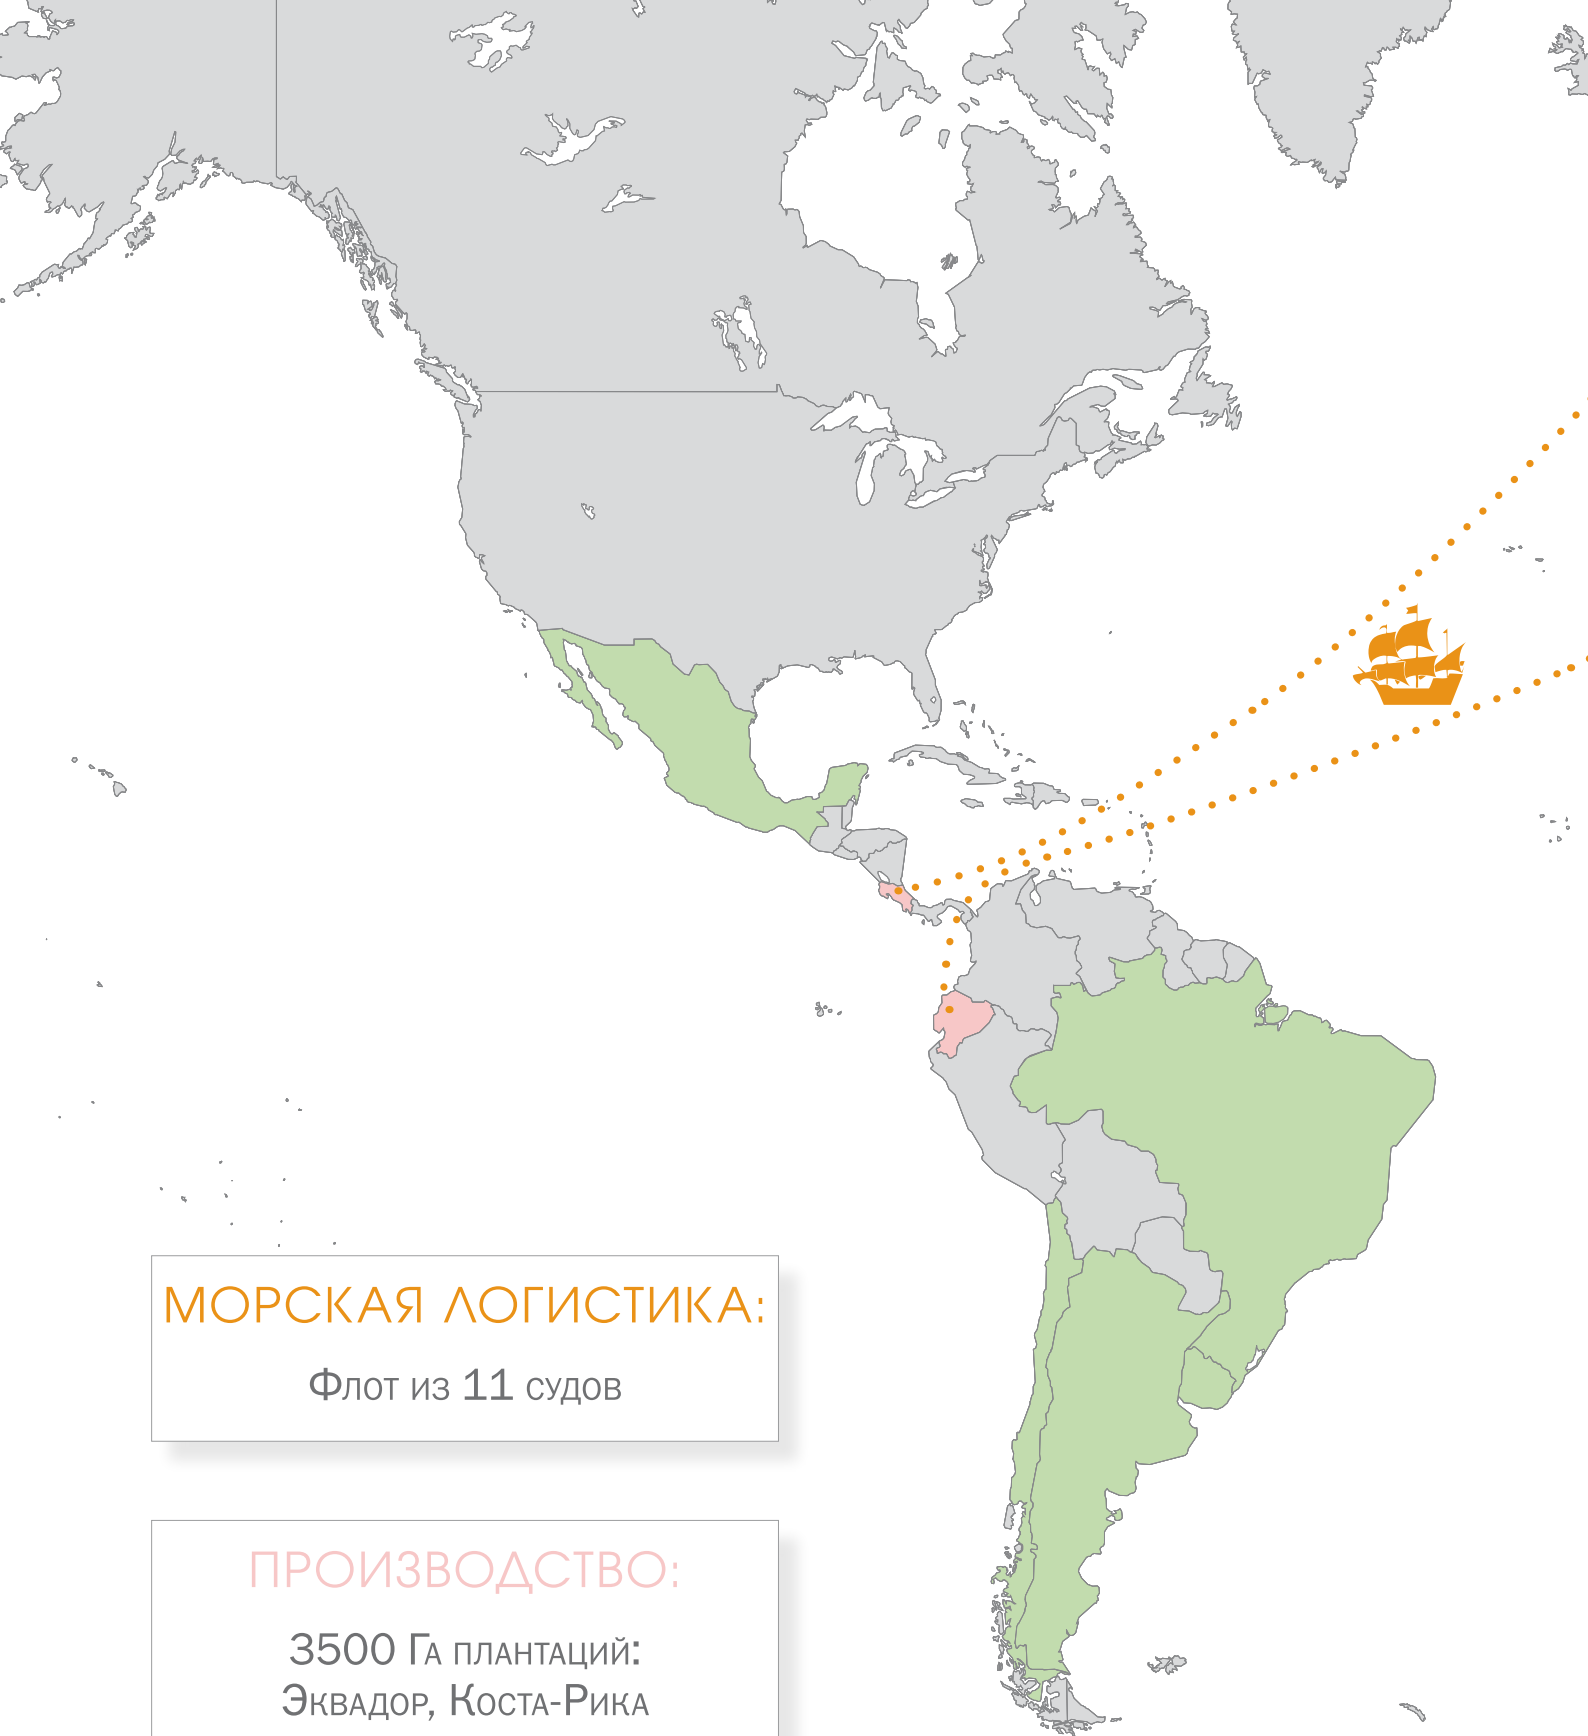 МОРСКАЯ ЛОГИСТИКА:
Флот из 11 судов
ПРОИЗВОДСТВО:
3500 Га плантаций:
Эквадор, Коста-Рика